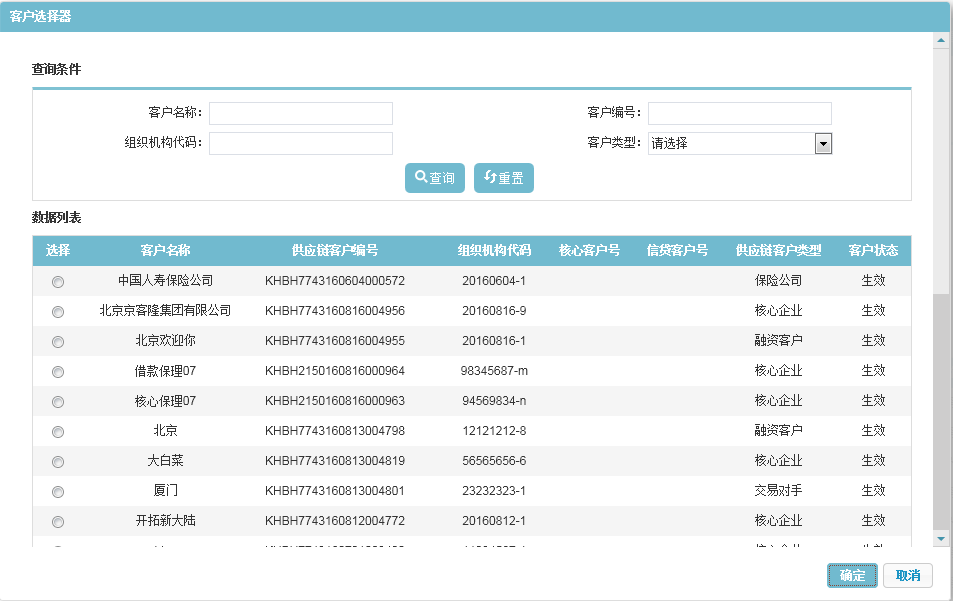 客户选择器
查询条件
客户名称： 客户编号：
组织机构代码： 客户类型： 请选择
查询 重置
数据列表
选择 客户名称 供应链客户编号 组织机构代码 核心客户号 信贷客户号 供应链客户类型 客户状态
中国人寿保险公司 KHBH7743160604000572 20160604-1 保险公司 生效
北京京客隆集团有限公司 KHBH7743160816004956 20160816-9 核心企业 生效
北京欢迎你 KHBH7743160816004955 20160816-1 融资客户 生效
借款保理07 KHBH2150160816000964 98345687-m 核心企业 生效
核心保理07 KHBH2150160816000963 94569834-n 核心企业 生效
北京 KHBH7743160813004798 12121212-8 融资客户 生效
大白菜 KHBH7743160813004819 56565656-6 核心企业 生效
厦门 KHBH7743160813004801 23232323-1 交易对手 生效
开拓新大陆 KHBH7743160812004772 20160812-1 核心企业 生效
确定 取消